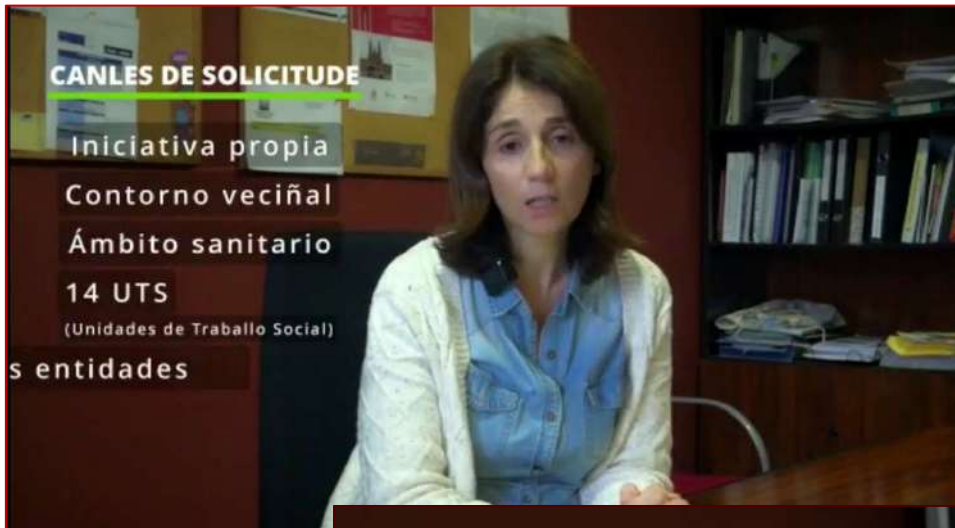 CANLES DE SOLICITUDE
Iniciativa propia
Contorno veciñal
Ámbito sanitario
14 UTS
(Unidades de Traballo Social)
s entidades